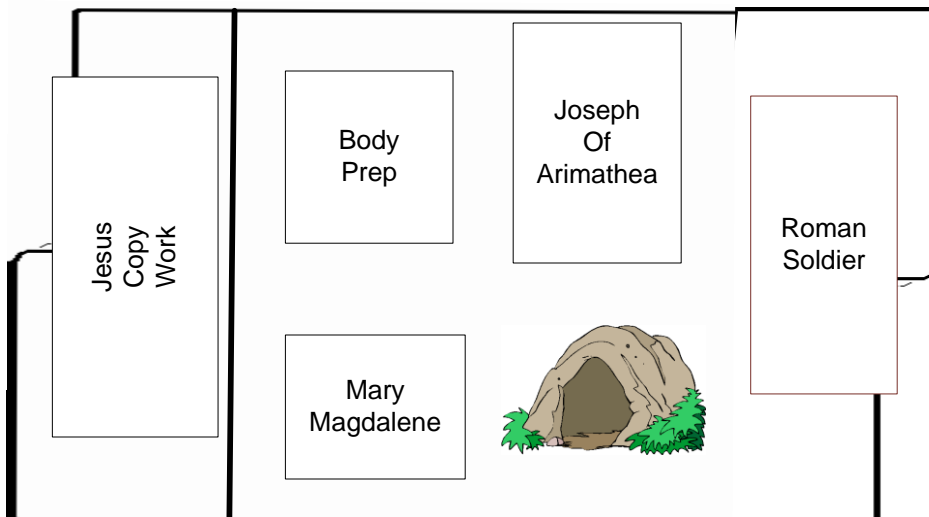 Jesus
Copy
Work
Body
Prep
Joseph
Of
Arimathea
Roman
Soldier
Mary
Magdalene